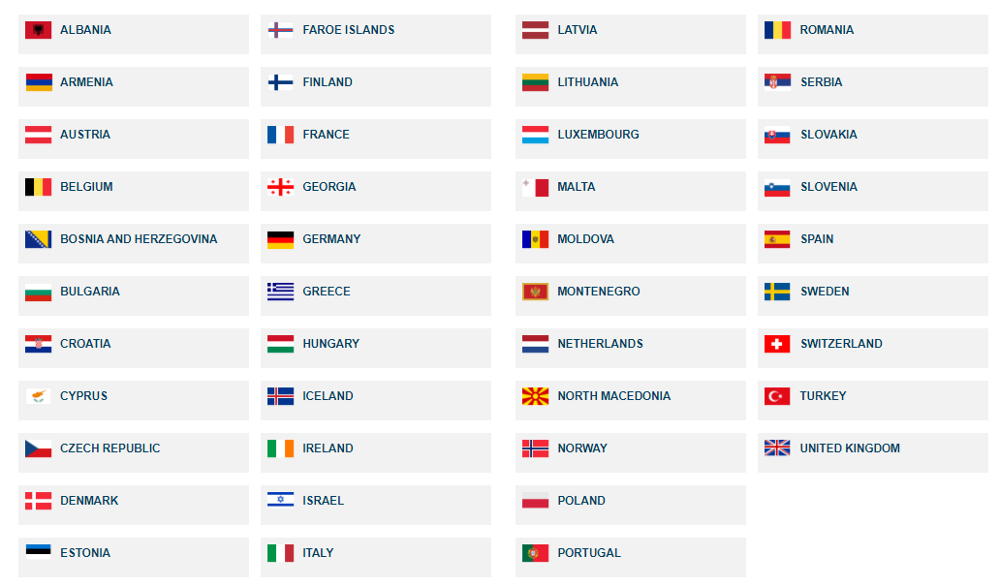 ALBANIA
ARMENIA
AUSTRIA
BELGIUM
BOSNIA AND HERZEGOVINA
BULGARIA
CROATIA
CYPRUS
CZECH REPUBLIC
DENMARK
ESTONIA
FAROE ISLANDS
FINLAND
FRANCE
GEORGIA
GERMANY
GREECE
HUNGARY
ICELAND
IRELAND
ISRAEL
ITALY
LATVIA
LITHUANIA
LUXEMBOURG
MALTA
MOLDOVA
MONTENEGRO
NETHERLANDS
NORTH MACEDONIA
NORWAY
POLAND
PORTUGAL
ROMANIA
SERBIA
SLOVAKIA
SLOVENIA
SPAIN
SWEDEN
SWITZERLAND
TURKEY
UNITED KINGDOM